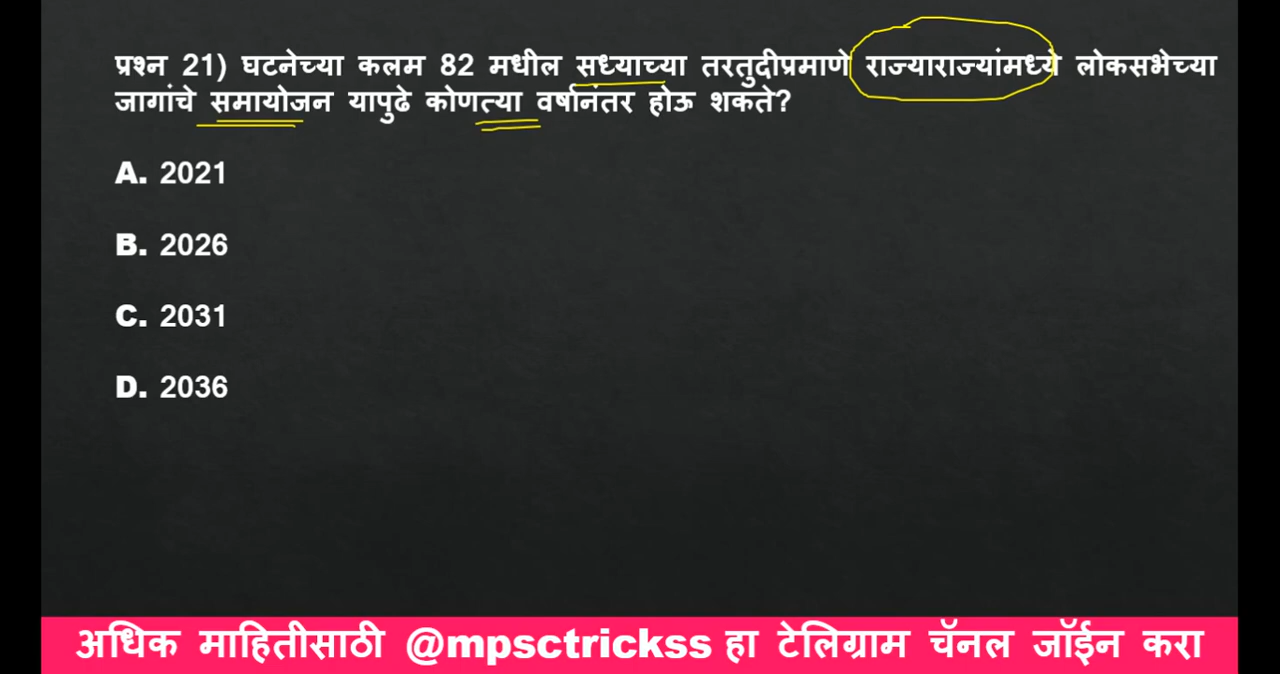 प्रश्न 21) घटनेच्या कलम 82 मधील सध्याच्या तरतुदीप्रमाणे राज्याराज्यांमध्ये लोकसभेच्या
जागांचे समायोजन यापुढे कोणत्या वर्षानंतर होऊ शकते?
A. 2021
B. 2026
C. 2031
D. 2036
अधिक माहितीसाठी @mpsctrickss हा टेलिग्राम चॅनल जॉईन करा